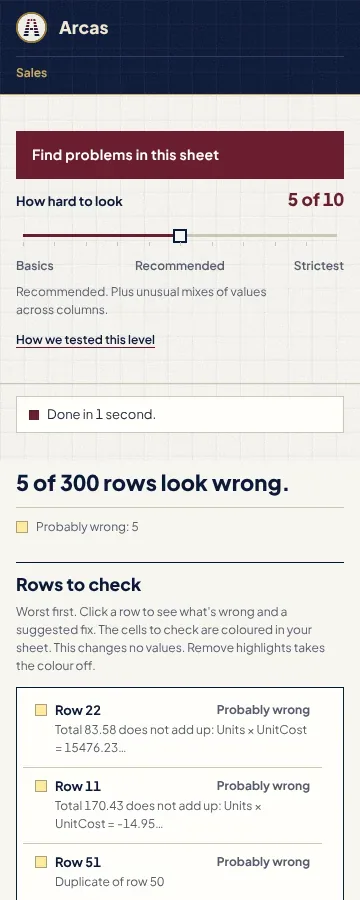 Arcas
Sales
Find problems in this sheet
How hard to look
5 of 10
Basics
Recommended
Strictest
Recommended. Plus unusual mixes of values
across columns.
How we tested this level
Done in 1 second.
5 of 300 rows look wrong.
Probably wrong: 5
Rows to check
Worst first. Click a row to see what's wrong and a
suggested fix. The cells to check are coloured in your
sheet. This changes no values. Remove highlights takes
the colour off.
Row 22
Probably wrong
Total 83.58 does not add up: Units × UnitCost
= 15476.23…
Row 11
Probably wrong
Total 170.43 does not add up: Units ×
UnitCost = -14.95…
Row 51
Probably wrong
Duplicate of row 50